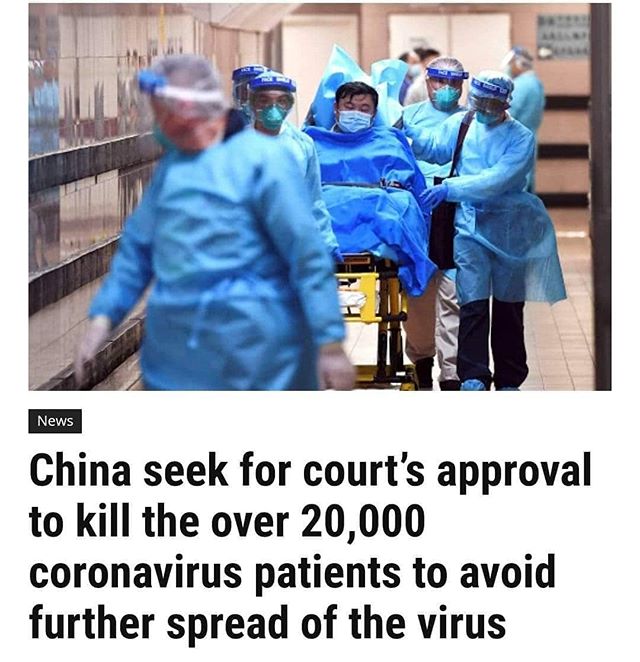 News
China seek for court’s approval
to kill the over 20,000
coronavirus patients to avoid
further spread of the virus